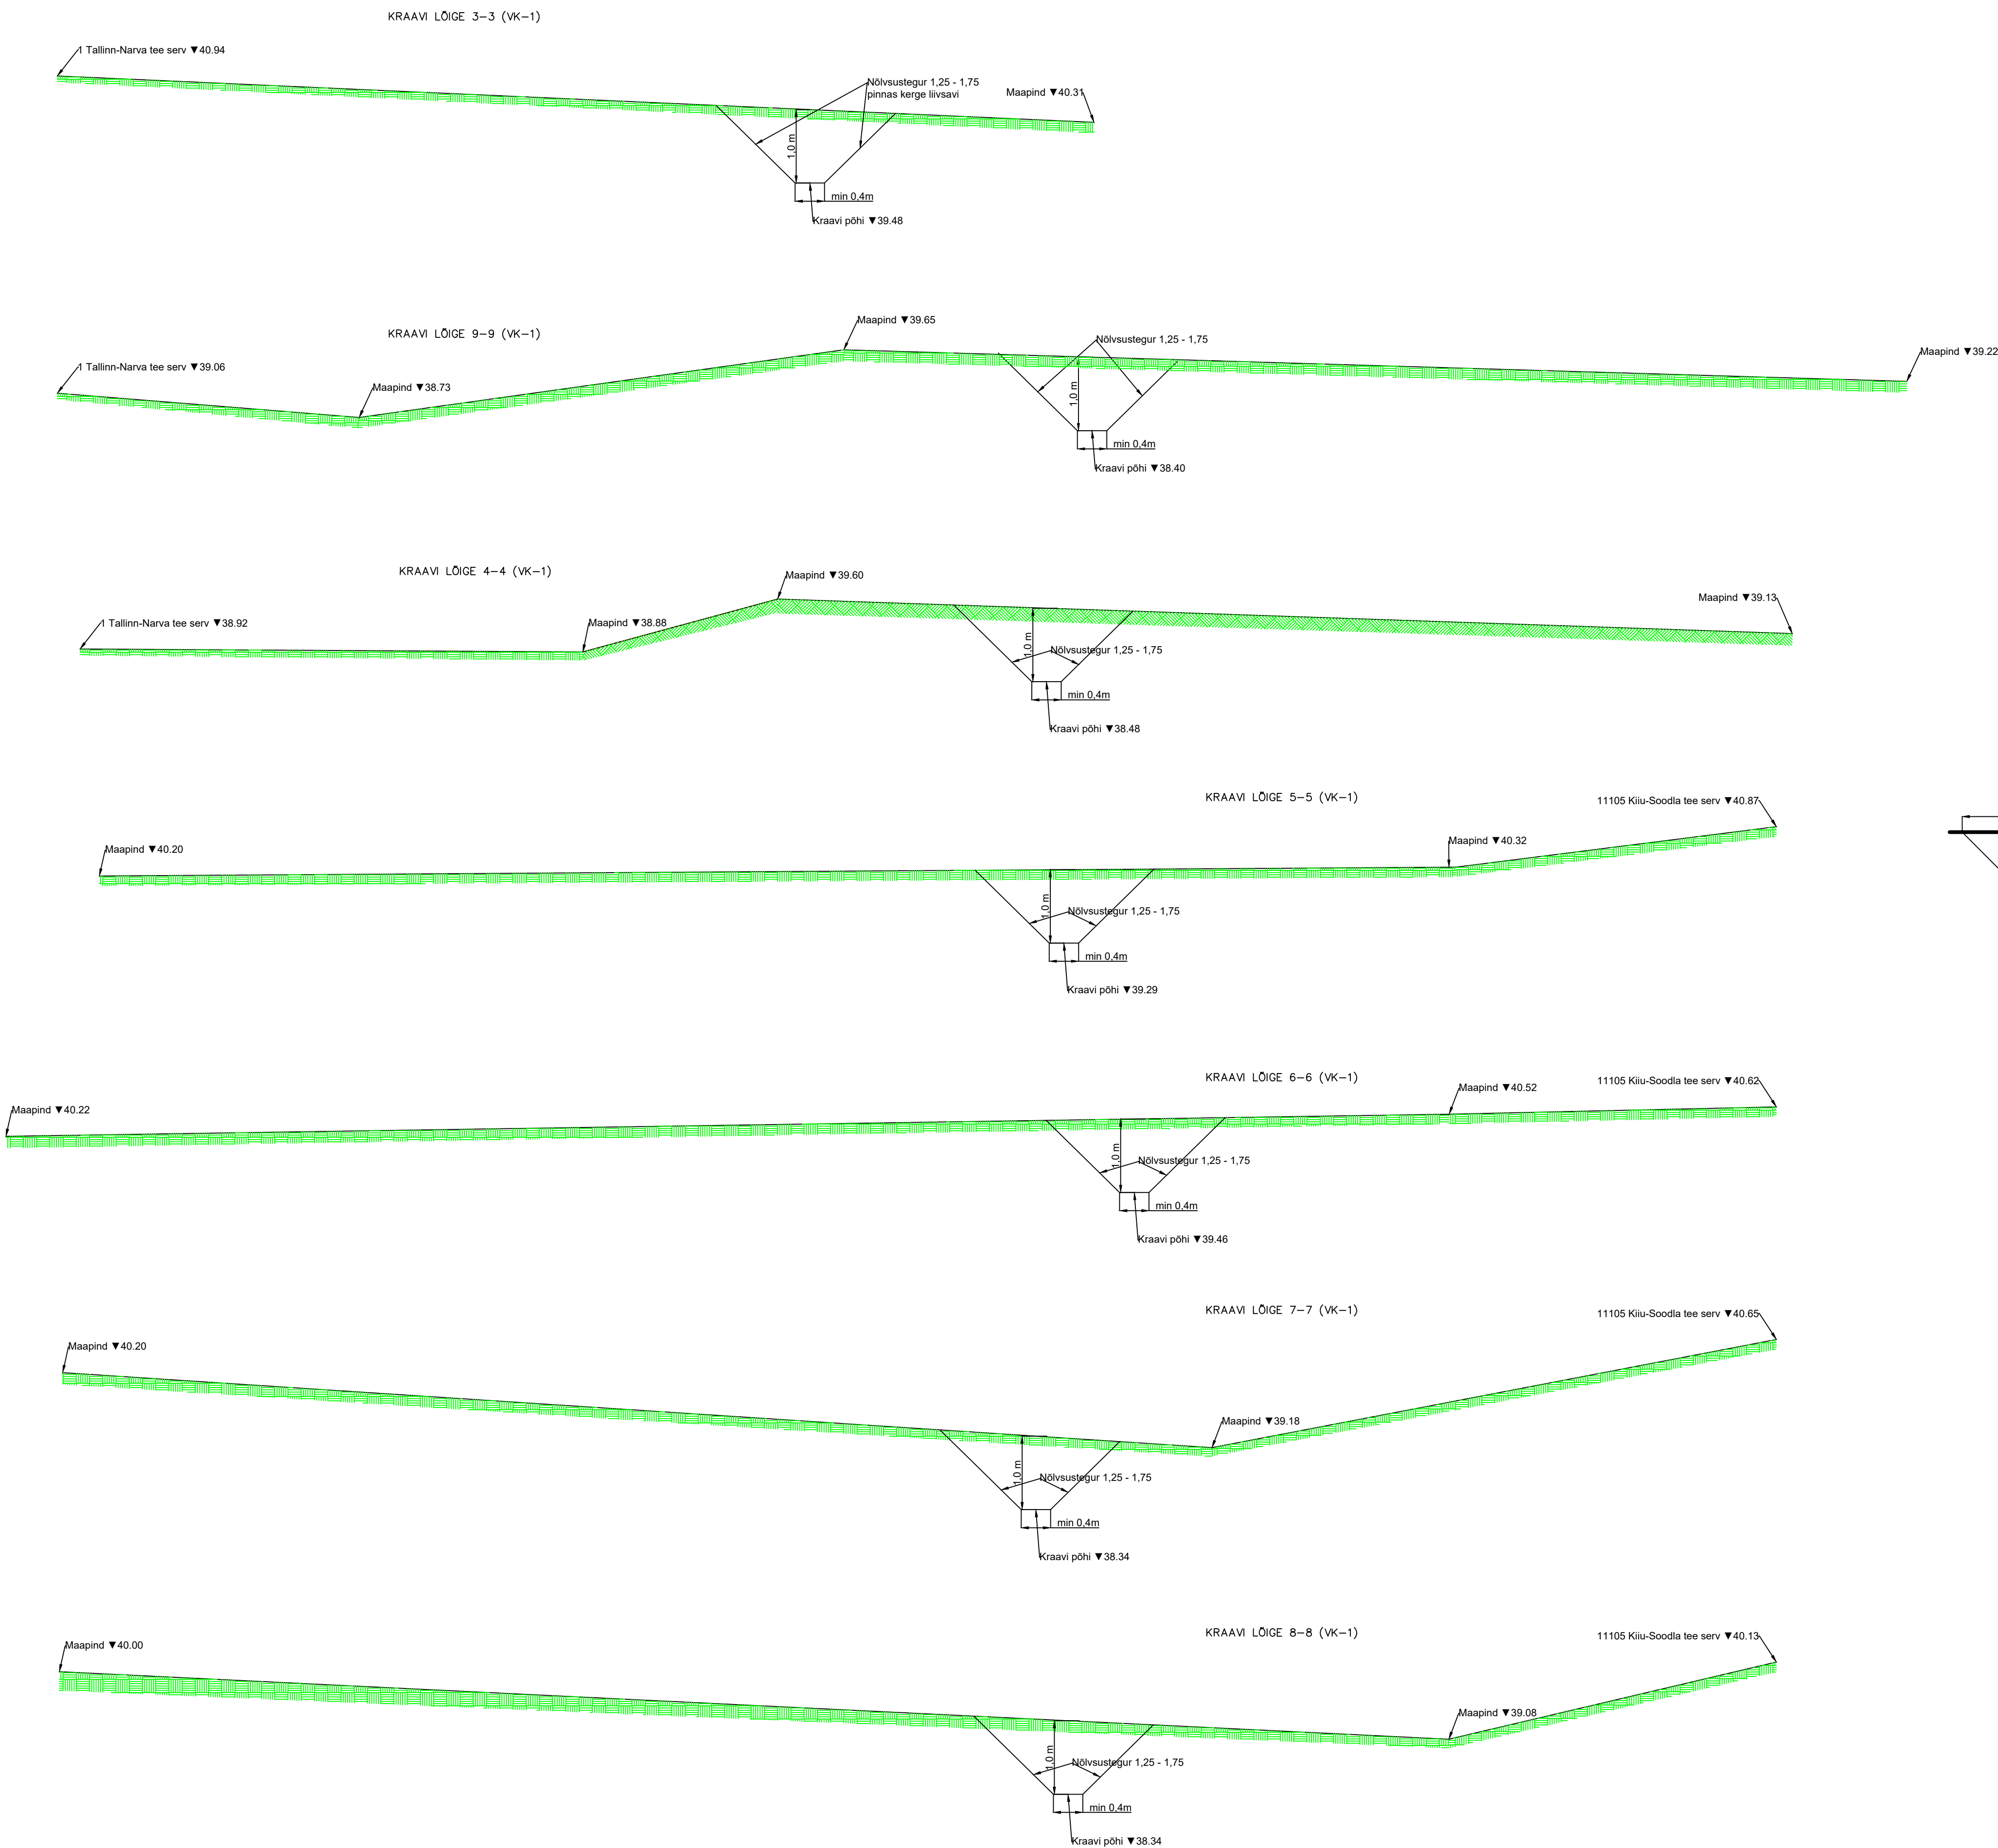 KRAAVI LÕIGE 3-3 (VK-1)
1 Tallinn-Narva tee serv ▼40.94
Nõlvsustegur 1,25 - 1,75
pinnas kerge liivsavi
Maapind ▼40.31
1,0 m
min 0,4m
Kraavi põhi ▼39.48
KRAAVI LÕIGE 9-9 (VK-1)
Maapind ▼39.65
Nõlvsustegur 1,25 - 1,75
Maapind ▼39.22
1 Tallinn-Narva tee serv ▼39.06
Maapind ▼38.73
1,0 m
min 0,4m
Kraavi põhi ▼38.40
KRAAVI LÕIGE 4-4 (VK-1)
Maapind ▼39.60
Maapind ▼39.13
1 Tallinn-Narva tee serv ▼38.92
Maapind ▼38.88
1,0 m
Nõlvsustegur 1,25 - 1,75
min 0,4m
Kraavi põhi ▼38.48
KRAAVI LÕIGE 5-5 (VK-1)
11105 Kiiu-Soodla tee serv ▼40.87
Maapind ▼40.20
Maapind ▼40.32
1,0 m
Nõlvsustegur 1,25 - 1,75
min 0,4m
Kraavi põhi ▼39.29
KRAAVI LÕIGE 6-6 (VK-1)
11105 Kiiu-Soodla tee serv ▼40.62
Maapind ▼40.52
Maapind ▼40.22
1,0 m
Nõlvsustegur 1,25 - 1,75
min 0,4m
Kraavi põhi ▼39.46
KRAAVI LÕIGE 7-7 (VK-1)
11105 Kiiu-Soodla tee serv ▼40.65
Maapind ▼40.20
Maapind ▼39.18
1,0 m
Nõlvsustegur 1,25 - 1,75
min 0,4m
Kraavi põhi ▼38.34
KRAAVI LÕIGE 8-8 (VK-1)
11105 Kiiu-Soodla tee serv ▼40.13
Maapind ▼40.00
Maapind ▼39.08
1,0 m
Nõlvsustegur 1,25 - 1,75
min 0,4m
Kraavi põhi ▼38.34